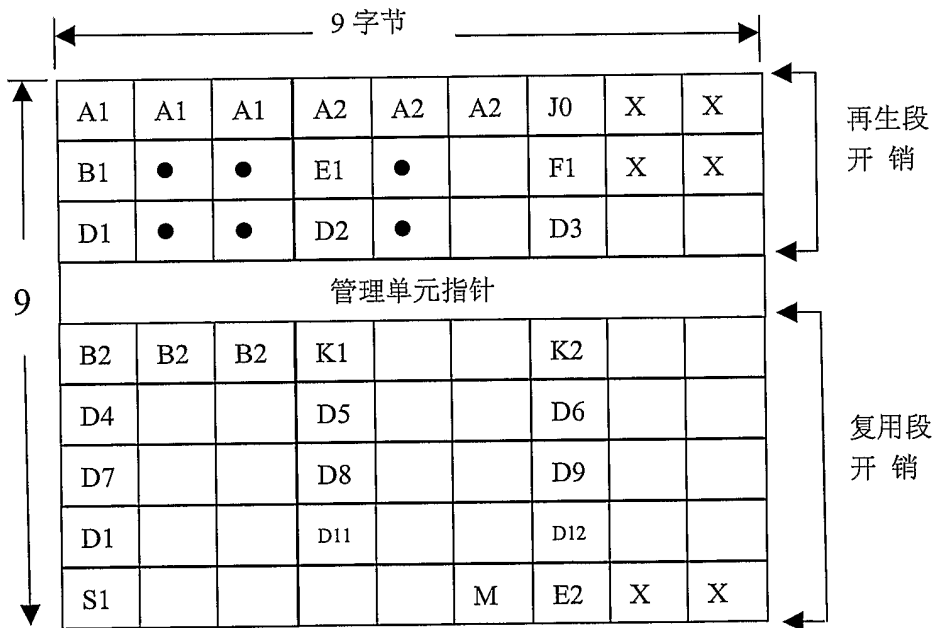 9 字节
A1 A1 A1 A2 A2 A2 J0 X X
B1 ● ● E1 ● F1 X X
D1 ● ● D2 ● D3
再生段
开 销
管理单元指针
9
B2 B2 B2 K1 K2
D4 D5 D6
D7 D8 D9
D1 D11 D12
S1 M E2 X X
复用段
开 销